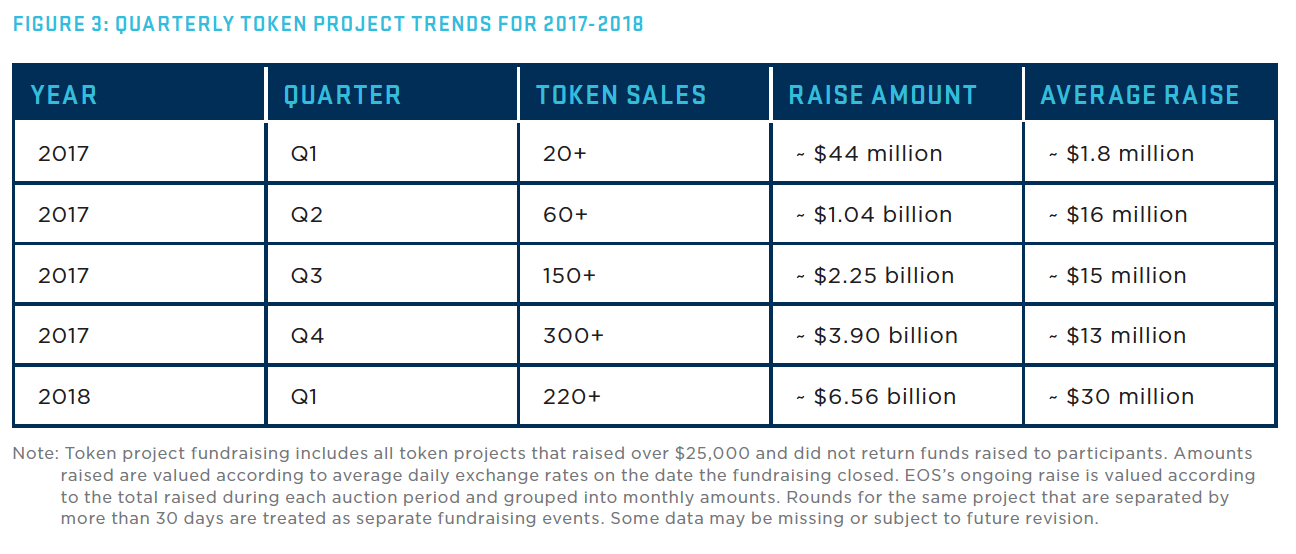 FIGURE 3: QUARTERLY TOKEN PROJECT TRENDS FOR 2017-2018
YEAR QUARTER TOKEN SALES RAISE AMOUNT AVERAGE RAISE
2017 Q1 20+ ~ $44 million ~ $1.8 million
2017 Q2 60+ ~ $1.04 billion ~ $16 million
2017 Q3 150+ ~ $2.25 billion ~ $15 million
2017 Q4 300+ ~ $3.90 billion ~ $13 million
2018 Q1 220+ ~ $6.56 billion ~ $30 million
Note: Token project fundraising includes all token projects that raised over $25,000 and did not return funds raised to participants. Amounts
raised are valued according to average daily exchange rates on the date the fundraising closed. EOS’s ongoing raise is valued according
to the total raised during each auction period and grouped into monthly amounts. Rounds for the same project that are separated by
more than 30 days are treated as separate fundraising events. Some data may be missing or subject to future revision.